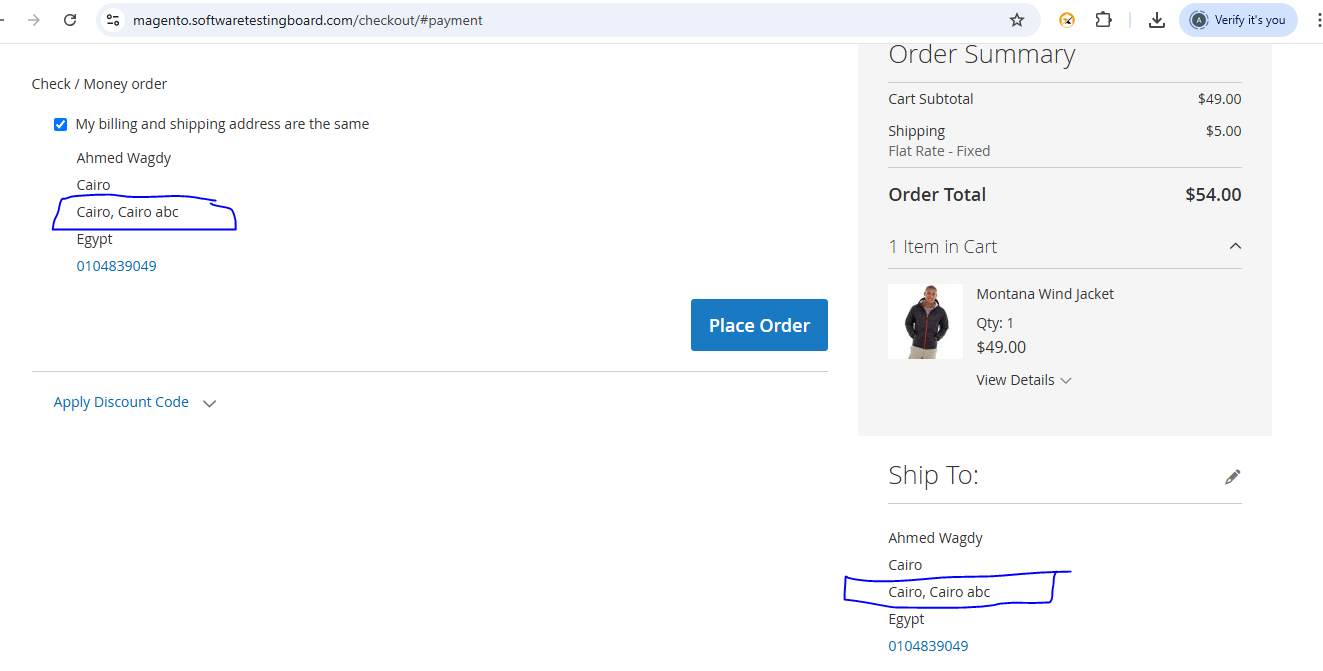 magento.softwaretestingboard.com/checkout/#payment
A
Verify it's you
Check / Money order
My billing and shipping address are the same
Ahmed Wagdy
Cairo
Cairo, Cairo abc
Egypt
0104839049
Place Order
Apply Discount Code
Order Summary
Cart Subtotal $49.00
Shipping $5.00
Flat Rate - Fixed
Order Total $54.00
1 Item in Cart
Montana Wind Jacket
Qty: 1
$49.00
View Details
Ship To:
Ahmed Wagdy
Cairo
Cairo, Cairo abc
Egypt
0104839049